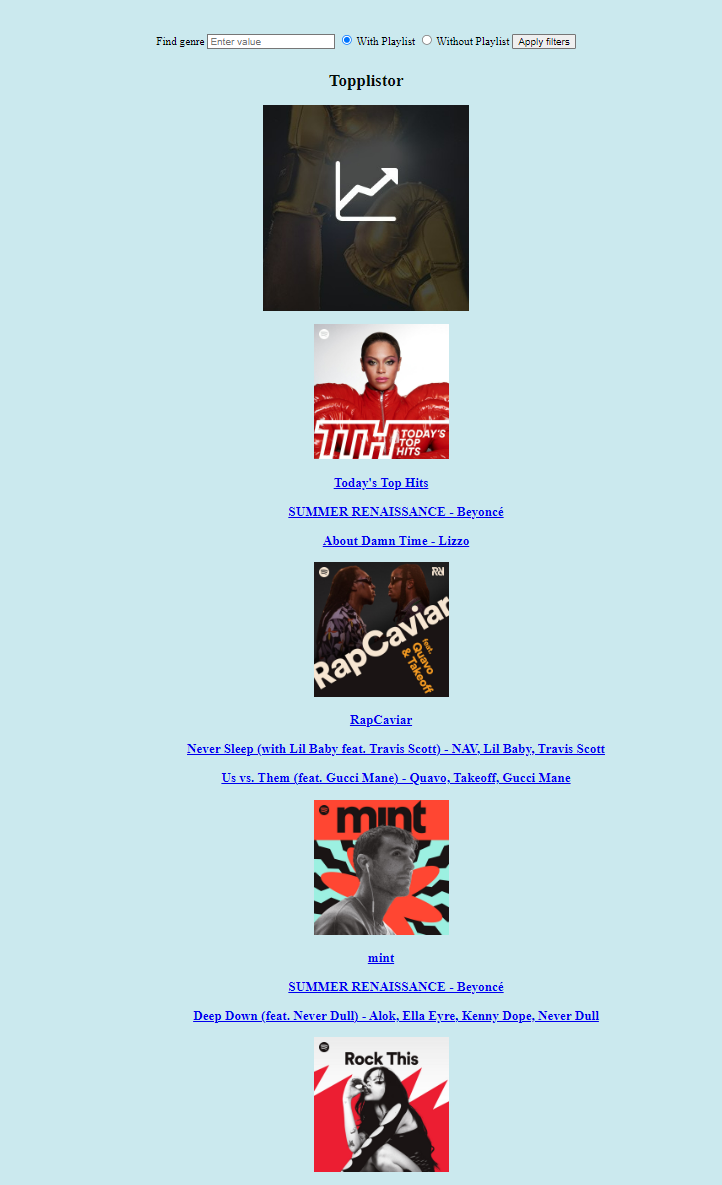 Find genre Enter value With Playlist Without Playlist Apply filters
Topplistor
TTH TODAY'S
TOP
HITS
Today's Top Hits
SUMMER RENAISSANCE - Beyoncé
About Damn Time - Lizzo
RapCaviar
feat.
Quavo
& Takeoff
RapCaviar
Never Sleep (with Lil Baby feat. Travis Scott) - NAV, Lil Baby, Travis Scott
Us vs. Them (feat. Gucci Mane) - Quavo, Takeoff, Gucci Mane
mint
mint
SUMMER RENAISSANCE - Beyoncé
Deep Down (feat. Never Dull) - Alok, Ella Eyre, Kenny Dope, Never Dull
Rock This